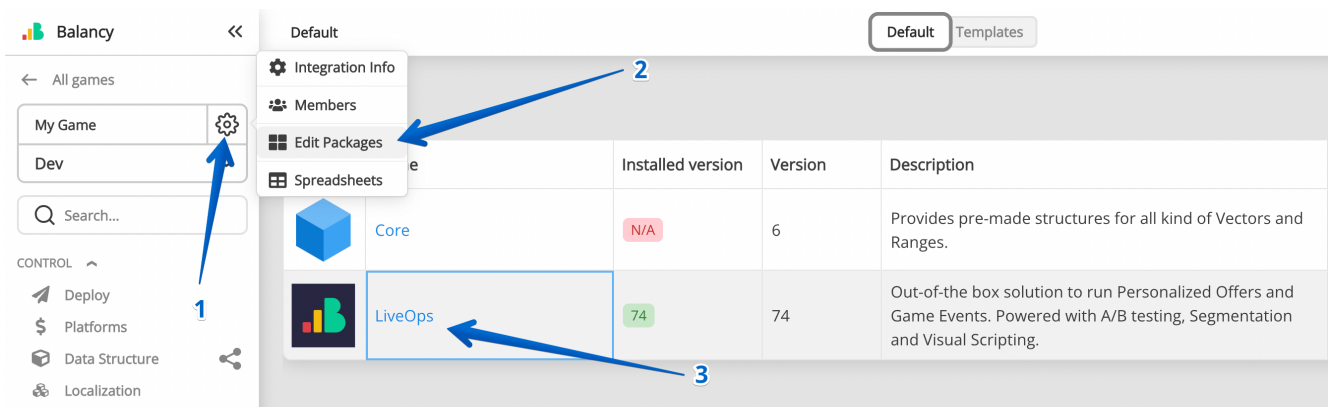 Balancy
Default
Default
Templates
All games
Integration Info
2
Members
My Game
Edit Packages
Dev
e
Installed version
Version
Description
Spreadsheets
Search...
Core
N/A
6
Provides pre-made structures for all kind of Vectors and
Ranges.
CONTROL
Deploy
1
Platforms
LiveOps
74
74
Out-of-the box solution to run Personalized Offers and
Game Events. Powered with A/B testing, Segmentation
and Visual Scripting.
Data Structure
3
Localization